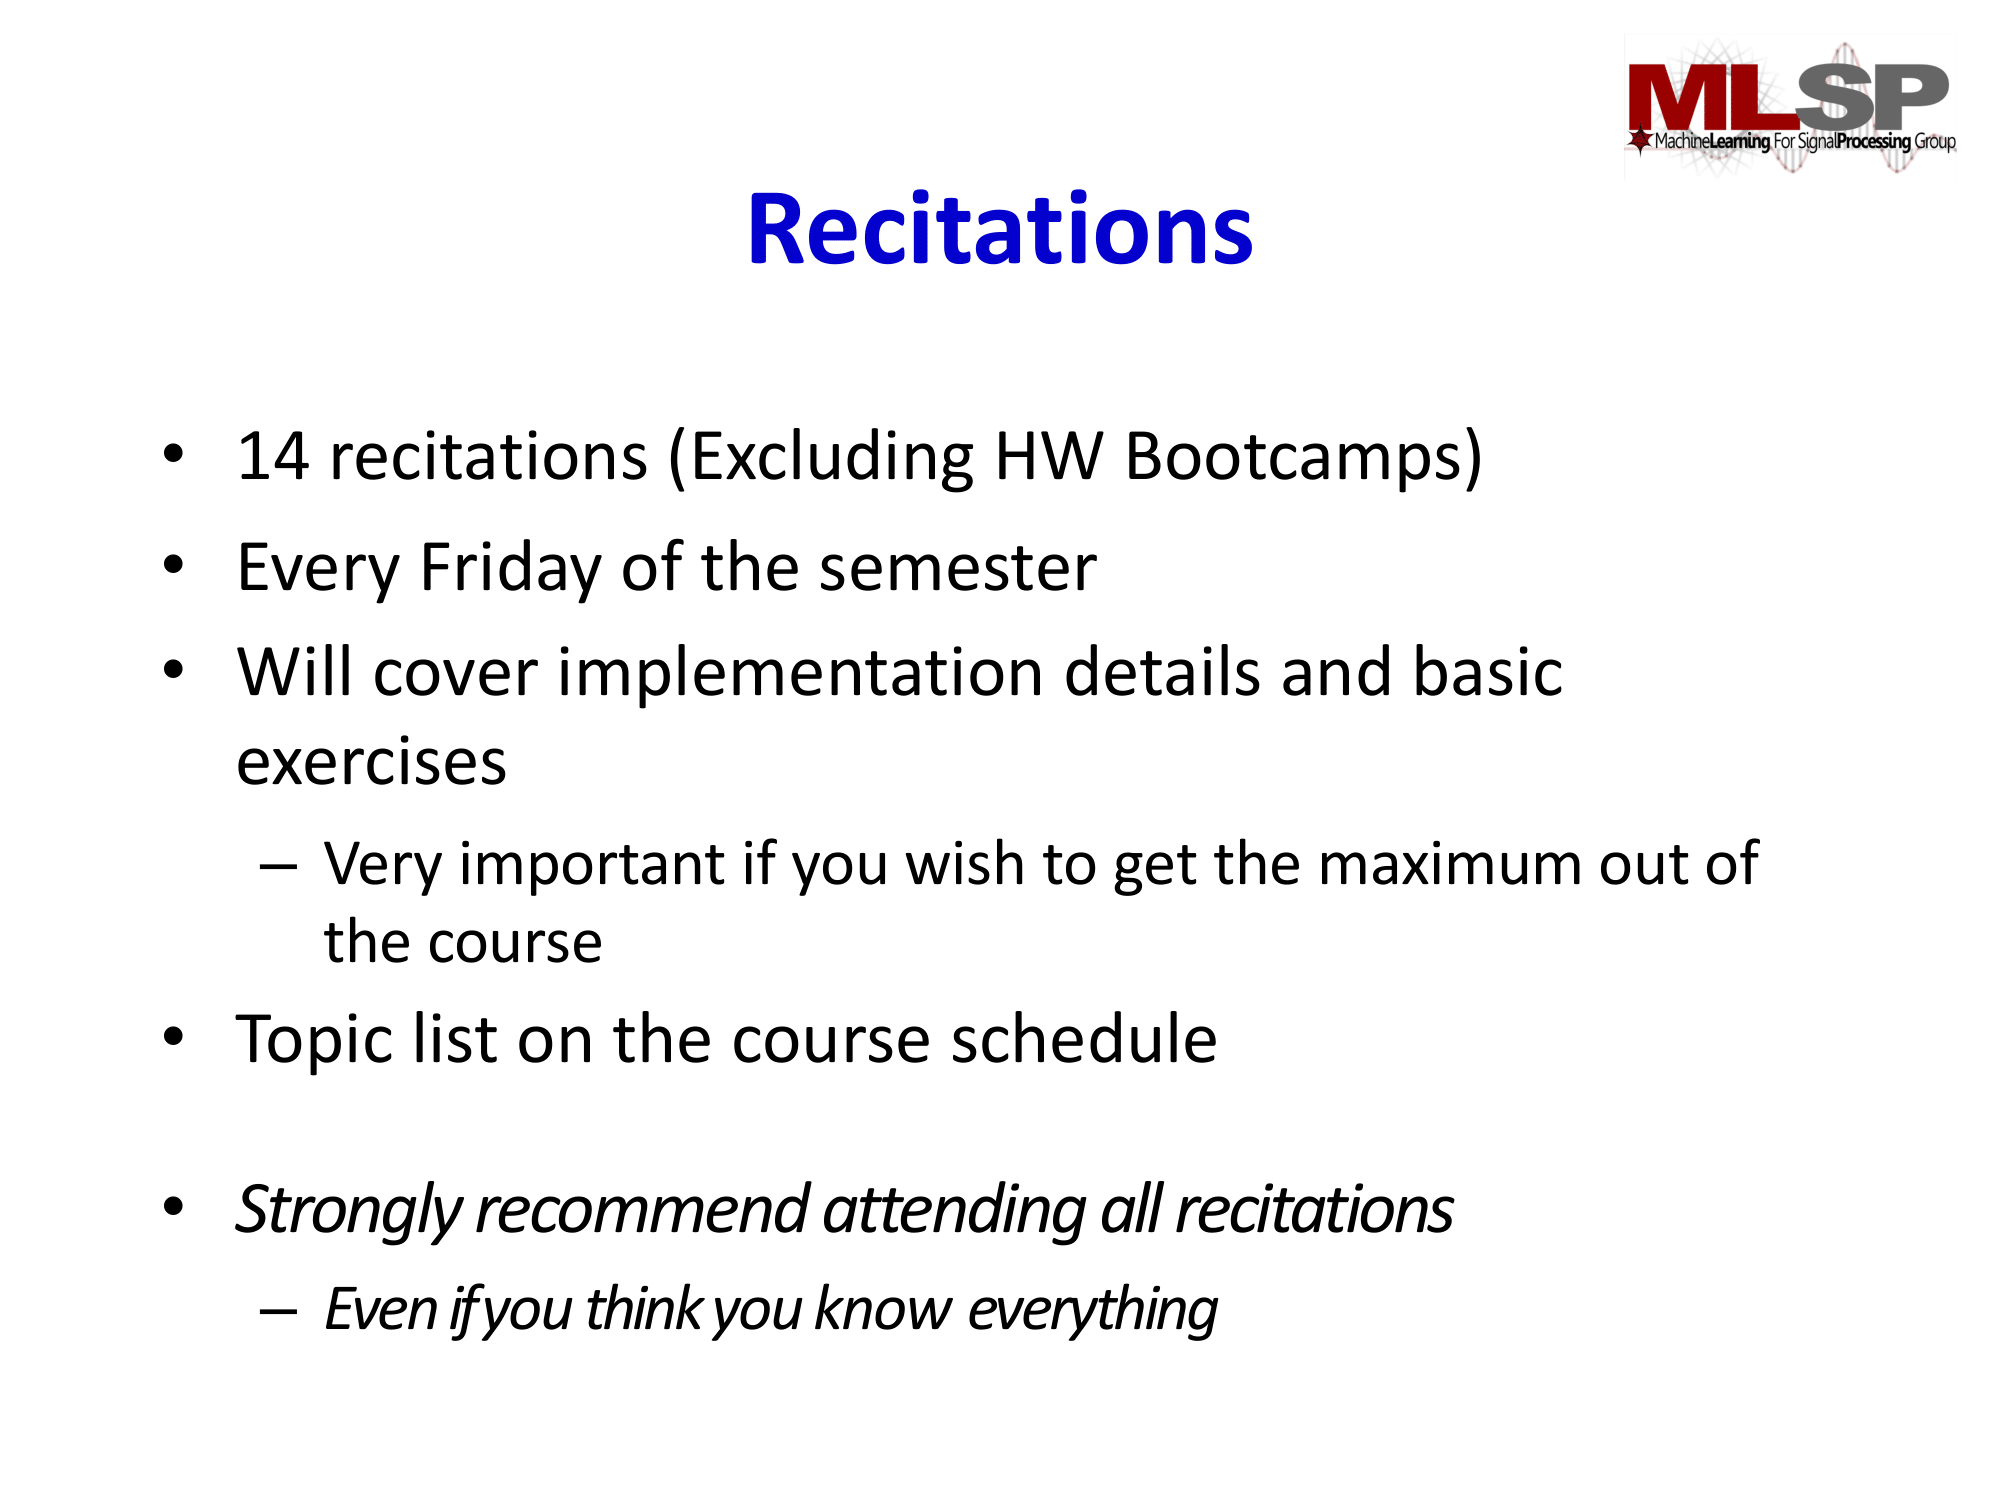 MLSP
MachineLearning For SignalProcessing Group
Recitations
• 14 recitations (Excluding HW Bootcamps)
• Every Friday of the semester
• Will cover implementation details and basic
exercises
– Very important if you wish to get the maximum out of
the course
• Topic list on the course schedule
• Strongly recommend attending all recitations
– Even if you think you know everything